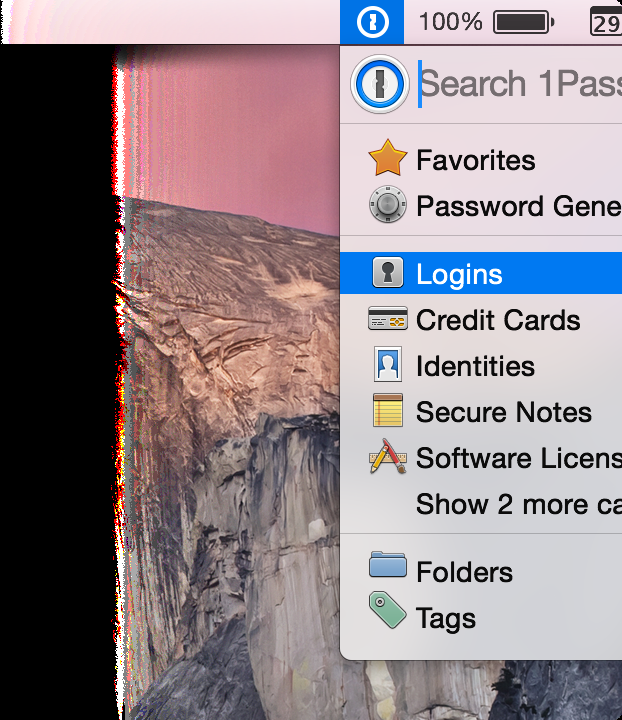 100%
29
Search 1Pass
Favorites
Password Gene
Logins
Credit Cards
Identities
Secure Notes
Software Licens
Show 2 more ca
Folders
Tags